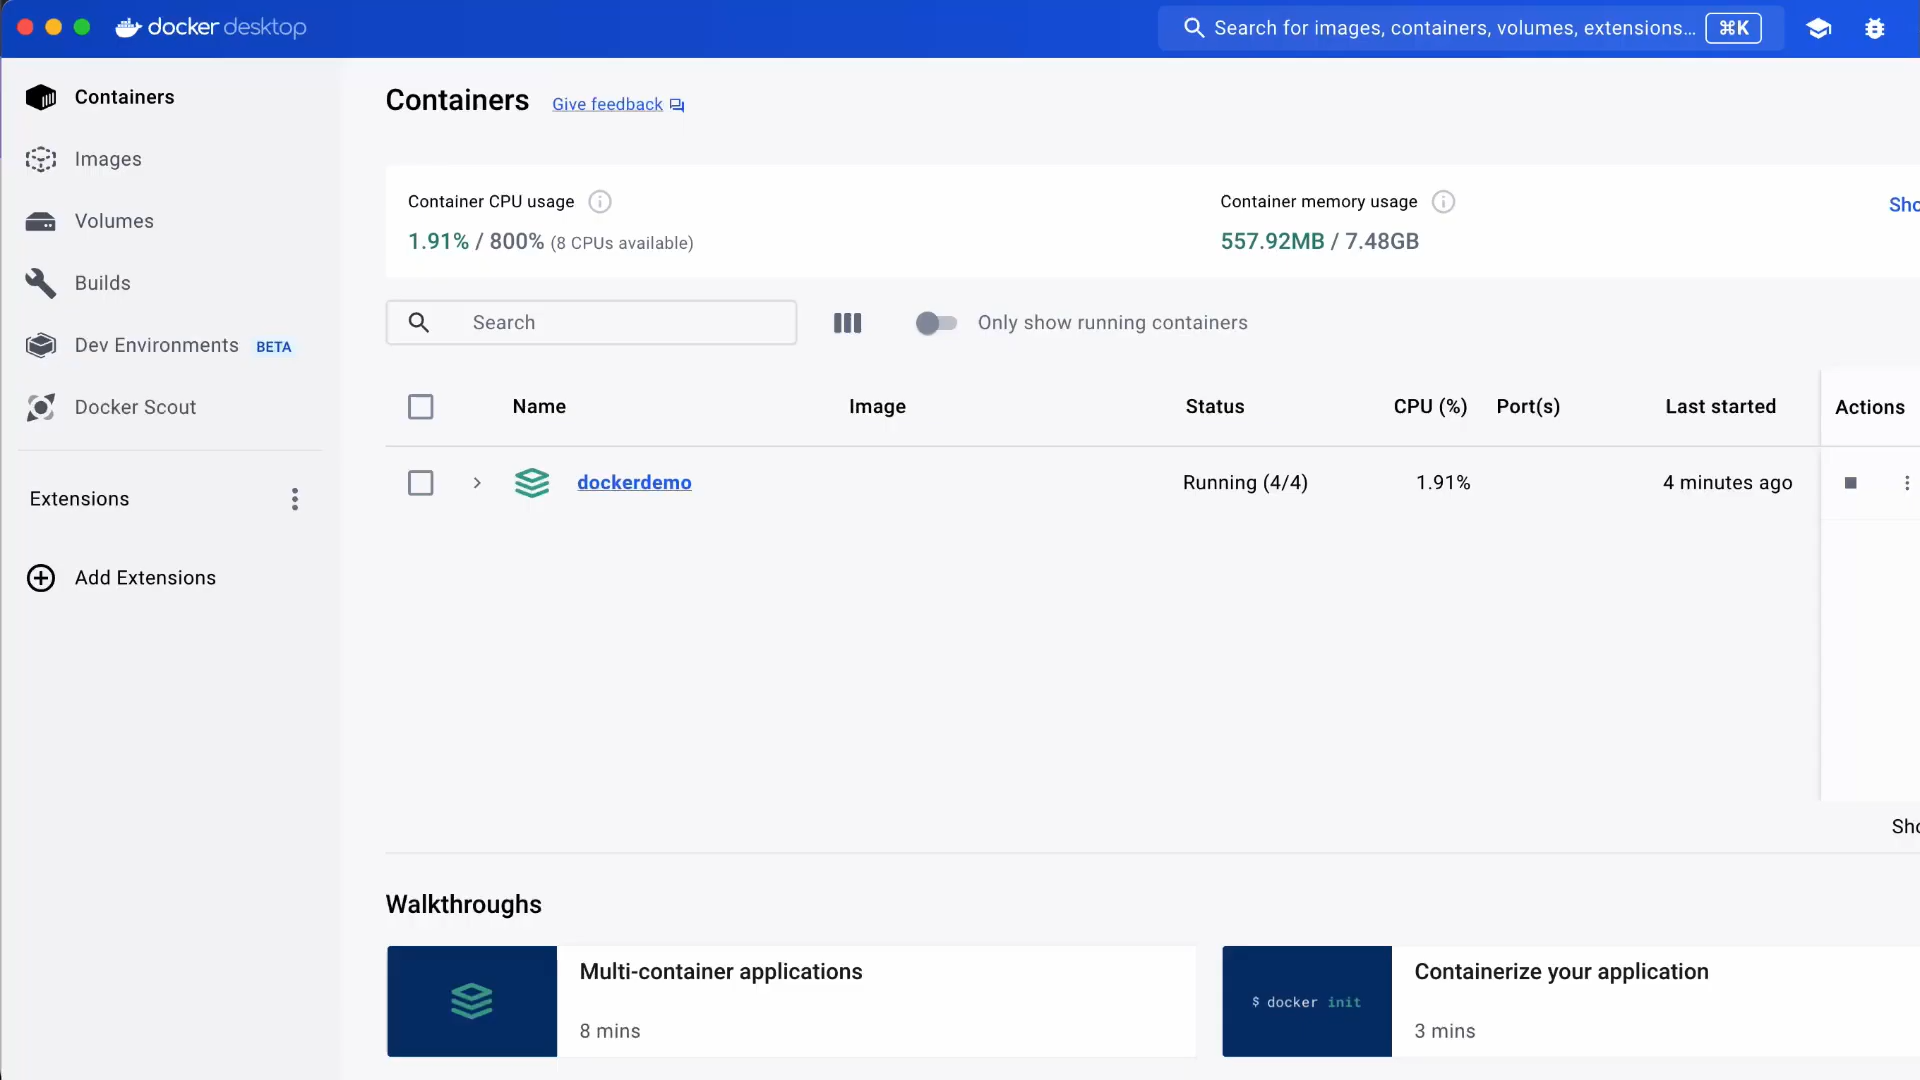 docker desktop
Search for images, containers, volumes, extensions... ⌘K
Containers
Images
Volumes
Builds
Dev Environments BETA
Docker Scout
Extensions
Add Extensions
Containers Give feedback
Container CPU usage
1.91% / 800% (8 CPUs available)
Container memory usage
557.92MB / 7.48GB
Sho
Search
Only show running containers
Name Image Status CPU (%) Port(s) Last started Actions
dockerdemo Running (4/4) 1.91% 4 minutes ago
Sho
Walkthroughs
Multi-container applications
8 mins
$ docker init
Containerize your application
3 mins